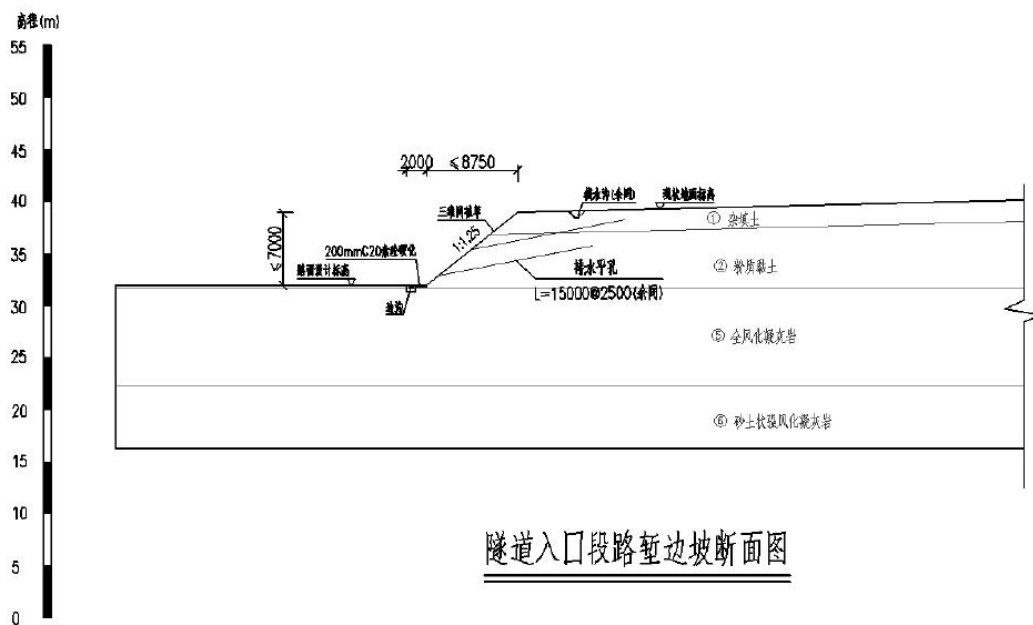 高程(m)
55
50
45
40
35
30
25
20
15
10
5
0
2000 ≤8750
≤7000
三维网植草
1:1.25
截水沟(余同)
现状地面标高
① 杂填土
200mmC20素砼硬化
路面设计标高
边沟
排水平孔
L=15000@2500(余同)
② 粉质黏土
⑤ 全风化凝灰岩
⑥ 砂土状强风化凝灰岩
隧道入口段路堑边坡断面图